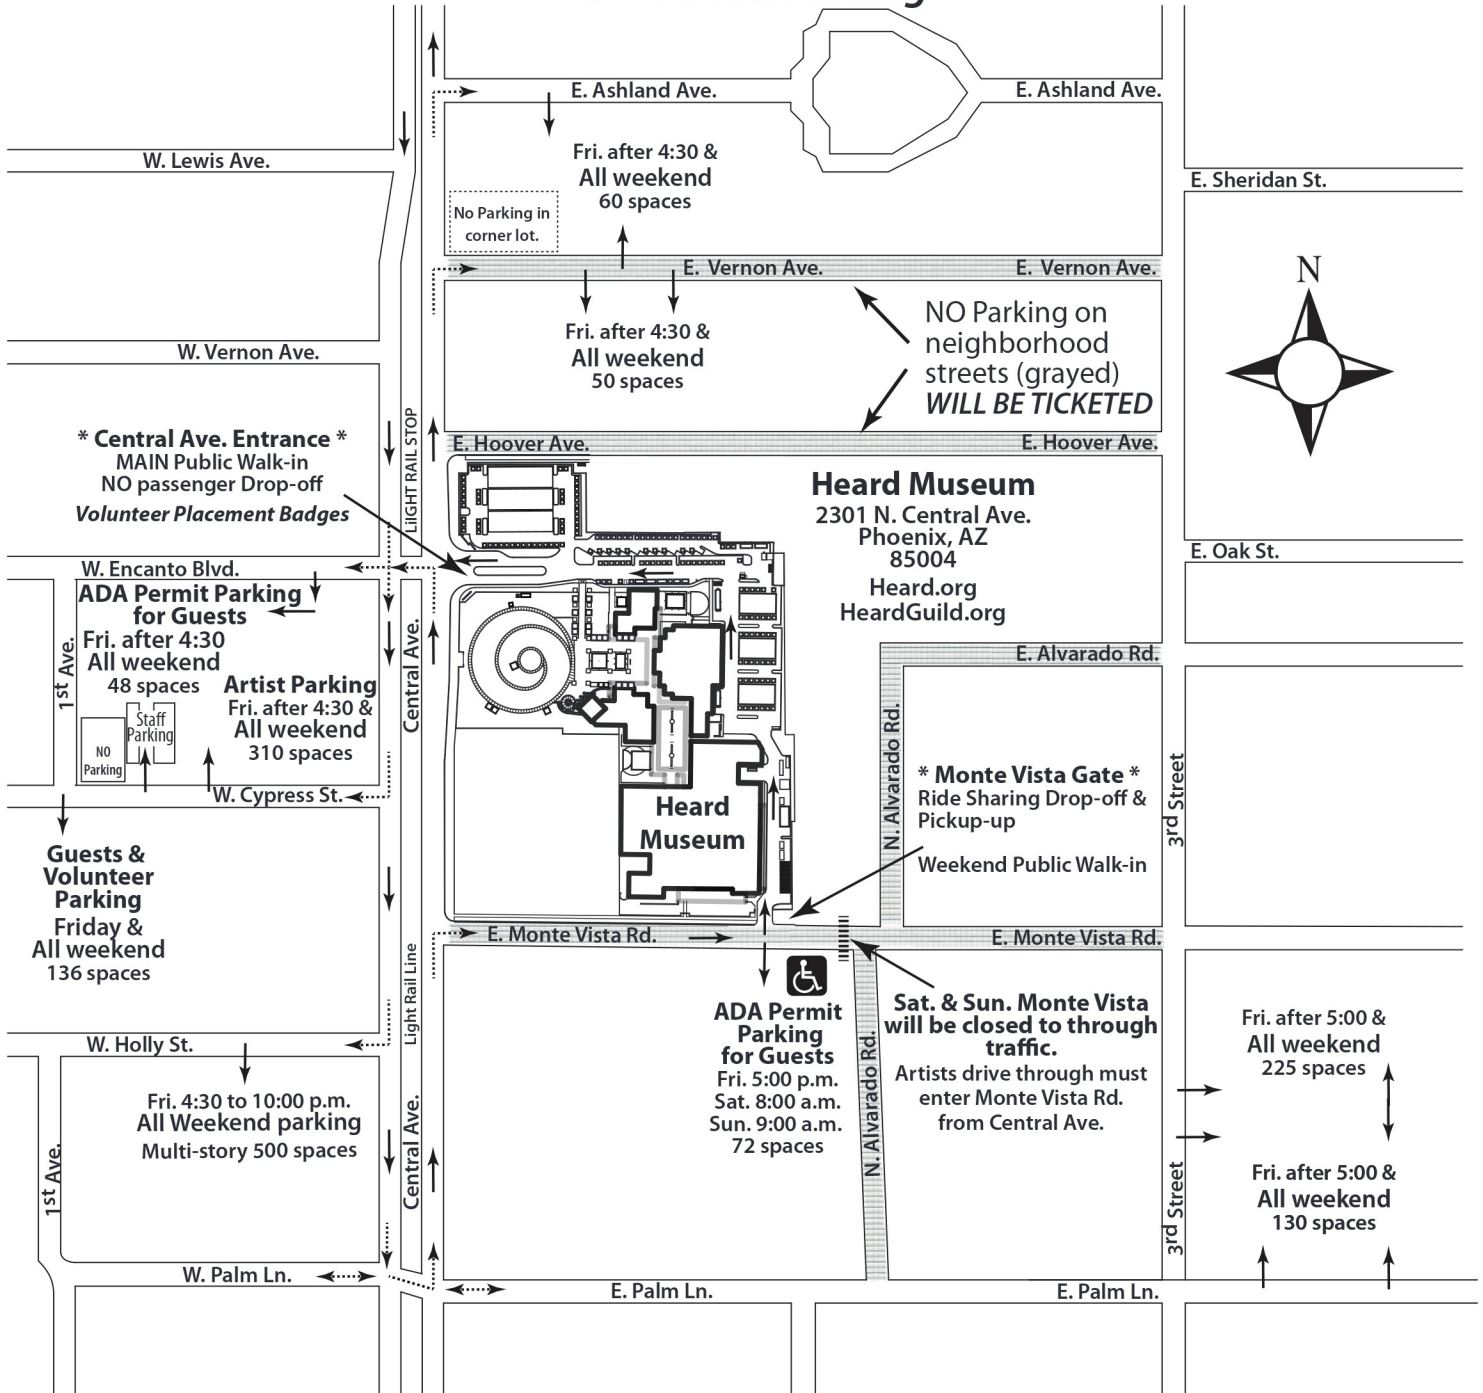 E. Ashland Ave.
E. Ashland Ave.
W. Lewis Ave.
Fri. after 4:30 &
All weekend
60 spaces
E. Sheridan St.
No Parking in
corner lot.
N
E. Vernon Ave.
E. Vernon Ave.
Fri. after 4:30 &
All weekend
50 spaces
NO Parking on
neighborhood
streets (grayed)
WILL BE TICKETED
W. Vernon Ave.
LiIGHT RAIL STOP
E. Hoover Ave.
E. Hoover Ave.
* Central Ave. Entrance *
MAIN Public Walk-in
NO passenger Drop-off
Volunteer Placement Badges
Heard Museum
2301 N. Central Ave.
Phoenix, AZ
85004
Heard.org
HeardGuild.org
E. Oak St.
W. Encanto Blvd.
ADA Permit Parking
for Guests
Fri. after 4:30
All weekend
48 spaces
1st Ave.
Artist Parking
Fri. after 4:30 &
All weekend
310 spaces
Staff
Parking
NO
Parking
Central Ave.
E. Alvarado Rd.
N. Alvarado Rd.
3rd Street
W. Cypress St.
Heard
Museum
* Monte Vista Gate *
Ride Sharing Drop-off &
Pickup-up
Weekend Public Walk-in
Guests &
Volunteer
Parking
Friday &
All weekend
136 spaces
E. Monte Vista Rd.
E. Monte Vista Rd.
Light Rail Line
ADA Permit
Parking
for Guests
Fri. 5:00 p.m.
Sat. 8:00 a.m.
Sun. 9:00 a.m.
72 spaces
Sat. & Sun. Monte Vista
will be closed to through
traffic.
Artists drive through must
enter Monte Vista Rd.
from Central Ave.
N. Alvarado Rd.
Fri. after 5:00 &
All weekend
225 spaces
W. Holly St.
Fri. 4:30 to 10:00 p.m.
All Weekend parking
Multi-story 500 spaces
1st Ave.
Central Ave.
3rd Street
Fri. after 5:00 &
All weekend
130 spaces
W. Palm Ln.
E. Palm Ln.
E. Palm Ln.